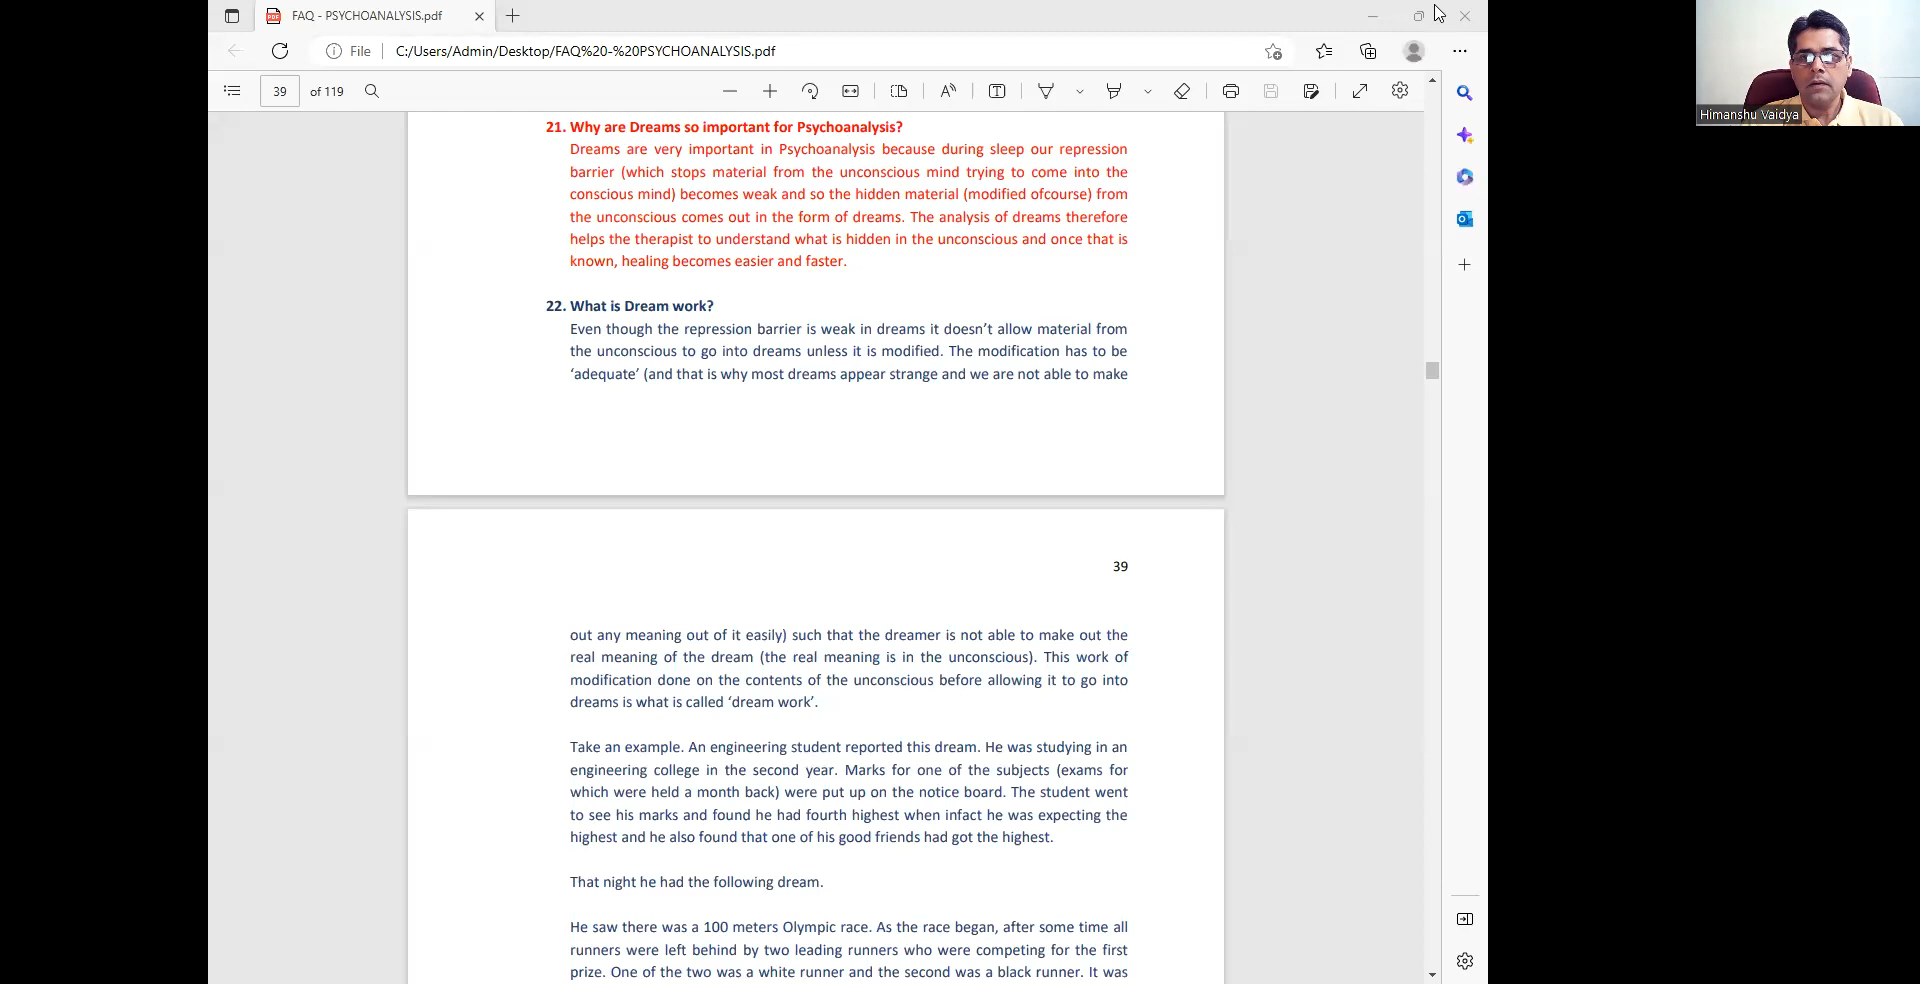 FAQ - PSYCHOANALYSIS.pdf
File
C:/Users/Admin/Desktop/FAQ%20-%20PSYCHOANALYSIS.pdf
39 of 119
Himanshu Vaidya
21. Why are Dreams so important for Psychoanalysis?
Dreams are very important in Psychoanalysis because during sleep our repression
barrier (which stops material from the unconscious mind trying to come into the
conscious mind) becomes weak and so the hidden material (modified ofcourse) from
the unconscious comes out in the form of dreams. The analysis of dreams therefore
helps the therapist to understand what is hidden in the unconscious and once that is
known, healing becomes easier and faster.
22. What is Dream work?
Even though the repression barrier is weak in dreams it doesn’t allow material from
the unconscious to go into dreams unless it is modified. The modification has to be
‘adequate’ (and that is why most dreams appear strange and we are not able to make
39
out any meaning out of it easily) such that the dreamer is not able to make out the
real meaning of the dream (the real meaning is in the unconscious). This work of
modification done on the contents of the unconscious before allowing it to go into
dreams is what is called ‘dream work’.
Take an example. An engineering student reported this dream. He was studying in an
engineering college in the second year. Marks for one of the subjects (exams for
which were held a month back) were put up on the notice board. The student went
to see his marks and found he had fourth highest when infact he was expecting the
highest and he also found that one of his good friends had got the highest.
That night he had the following dream.
He saw there was a 100 meters Olympic race. As the race began, after some time all
runners were left behind by two leading runners who were competing for the first
prize. One of the two was a white runner and the second was a black runner. It was